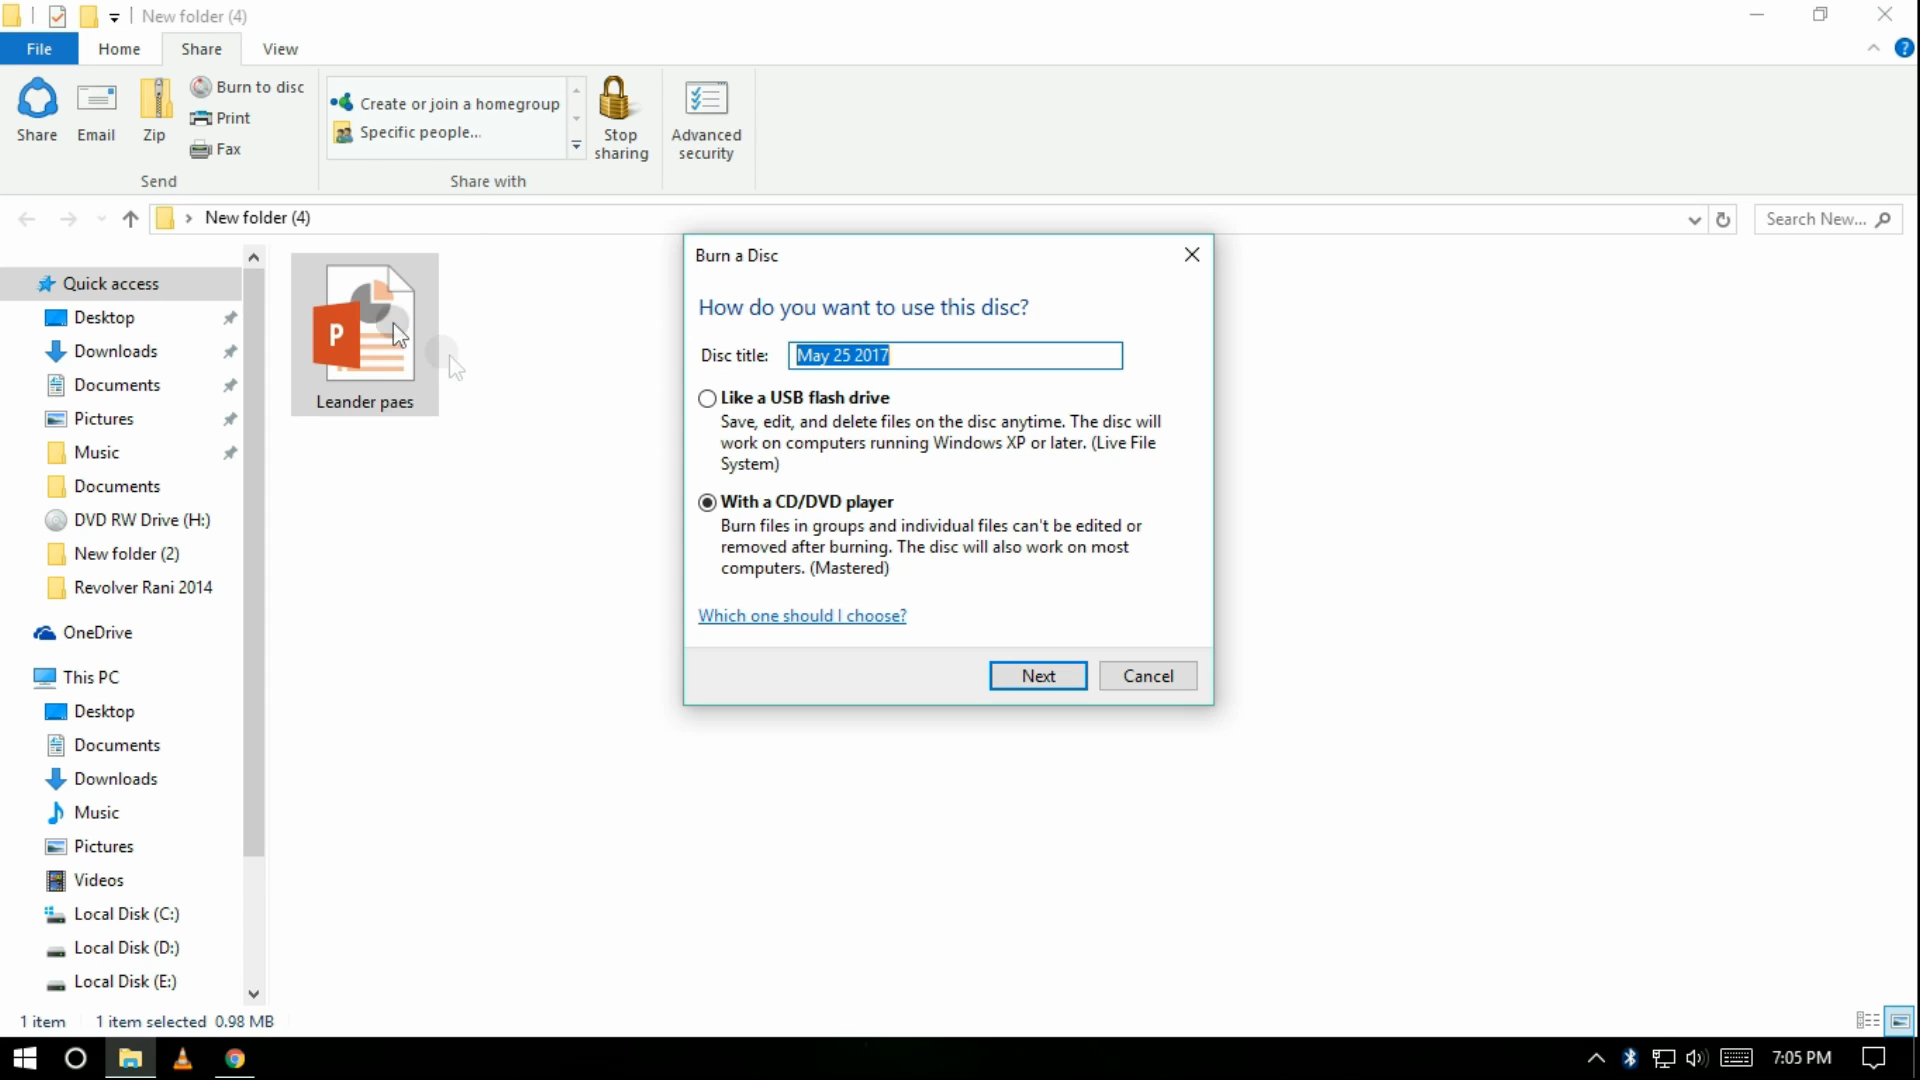 New folder (4)
File Home Share View
Share
Email
Zip
Burn to disc
Print
Fax
Send
Create or join a homegroup
Specific people...
Share with
Stop
sharing
Advanced
security
New folder (4)
Search New...
Quick access
Desktop
Downloads
Documents
Pictures
Music
Documents
DVD RW Drive (H:)
New folder (2)
Revolver Rani 2014
OneDrive
This PC
Desktop
Documents
Downloads
Music
Pictures
Videos
Local Disk (C:)
Local Disk (D:)
Local Disk (E:)
P
Leander paes
Burn a Disc
How do you want to use this disc?
Disc title: May 25 2017
Like a USB flash drive
Save, edit, and delete files on the disc anytime. The disc will
work on computers running Windows XP or later. (Live File
System)
With a CD/DVD player
Burn files in groups and individual files can't be edited or
removed after burning. The disc will also work on most
computers. (Mastered)
Which one should I choose?
Next Cancel
1 item 1 item selected 0.98 MB
7:05 PM